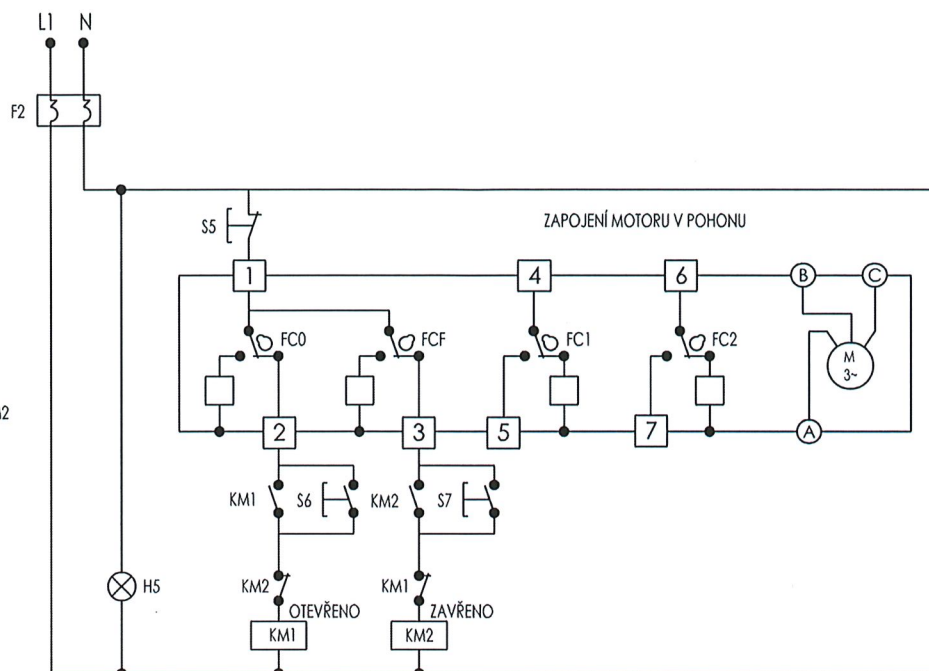 L1 N
F2
S5
ZAPOJENÍ MOTORU V POHONU
1 4 6 B C
FC0 FCF FC1 FC2
M
3~
2 3 5 7 A
KM1 S6 KM2 S7
KM2 KM1
H5
OTEVŘENO ZAVŘENO
KM1 KM2